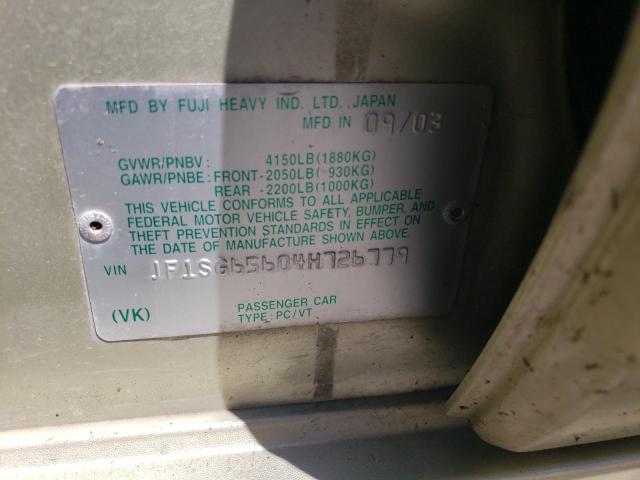 MFD BY FUJI HEAVY IND. LTD., JAPAN
MFD IN 09/03
GVWR/PNBV: 4150LB(1880KG)
GAWR/PNBE: FRONT-2050LB( 930KG)
REAR -2200LB(1000KG)
THIS VEHICLE CONFORMS TO ALL APPLICABLE
FEDERAL MOTOR VEHICLE SAFETY, BUMPER, AND
THEFT PREVENTION STANDARDS IN EFFECT ON
THE DATE OF MANUFACTURE SHOWN ABOVE.
VIN JF1SG65604H726779
(VK) PASSENGER CAR
TYPE: PC/VT